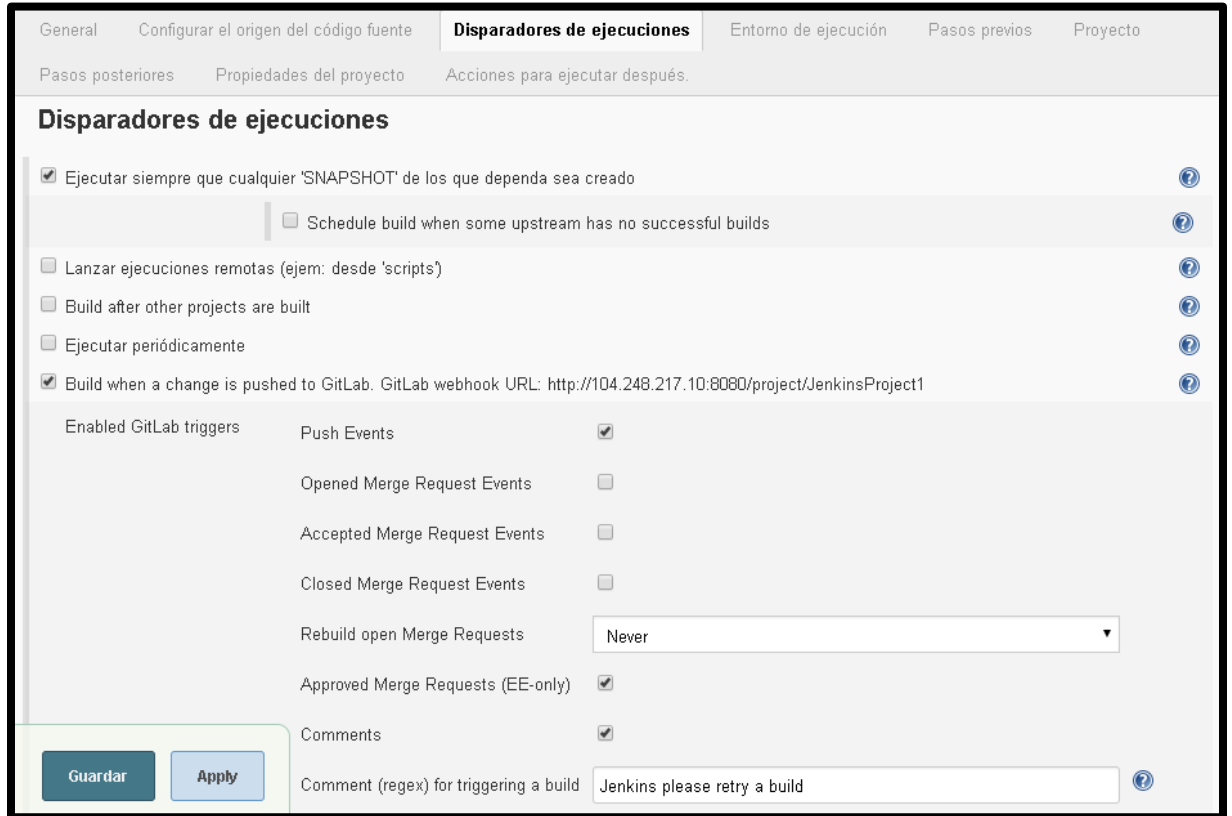 General Configurar el origen del código fuente Disparadores de ejecuciones Entorno de ejecución Pasos previos Proyecto
Pasos posteriores Propiedades del proyecto Acciones para ejecutar después.
Disparadores de ejecuciones
Ejecutar siempre que cualquier 'SNAPSHOT' de los que dependa sea creado
Schedule build when some upstream has no successful builds
Lanzar ejecuciones remotas (ejem: desde 'scripts')
Build after other projects are built
Ejecutar periódicamente
Build when a change is pushed to GitLab. GitLab webhook URL: http://104.248.217.10:8080/project/JenkinsProject1
Enabled GitLab triggers Push Events
Opened Merge Request Events
Accepted Merge Request Events
Closed Merge Request Events
Rebuild open Merge Requests Never
Approved Merge Requests (EE-only)
Comments
Guardar Apply
Comment (regex) for triggering a build Jenkins please retry a build